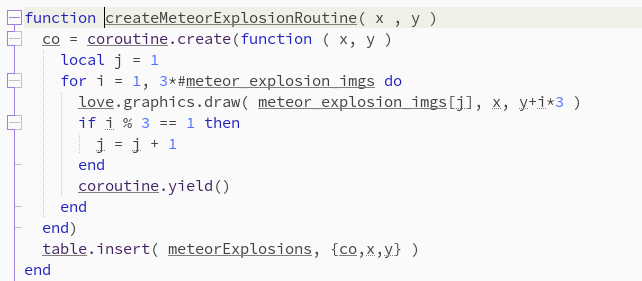 function createMeteorExplosionRoutine( x , y )
  co = coroutine.create(function ( x, y )
    local j = 1
    for i = 1, 3*#meteor_explosion_imgs do
      love.graphics.draw( meteor_explosion_imgs[j], x, y+i*3 )
      if i % 3 == 1 then
        j = j + 1
      end
      coroutine.yield()
    end
  end)
  table.insert( meteorExplosions, {co,x,y} )
end